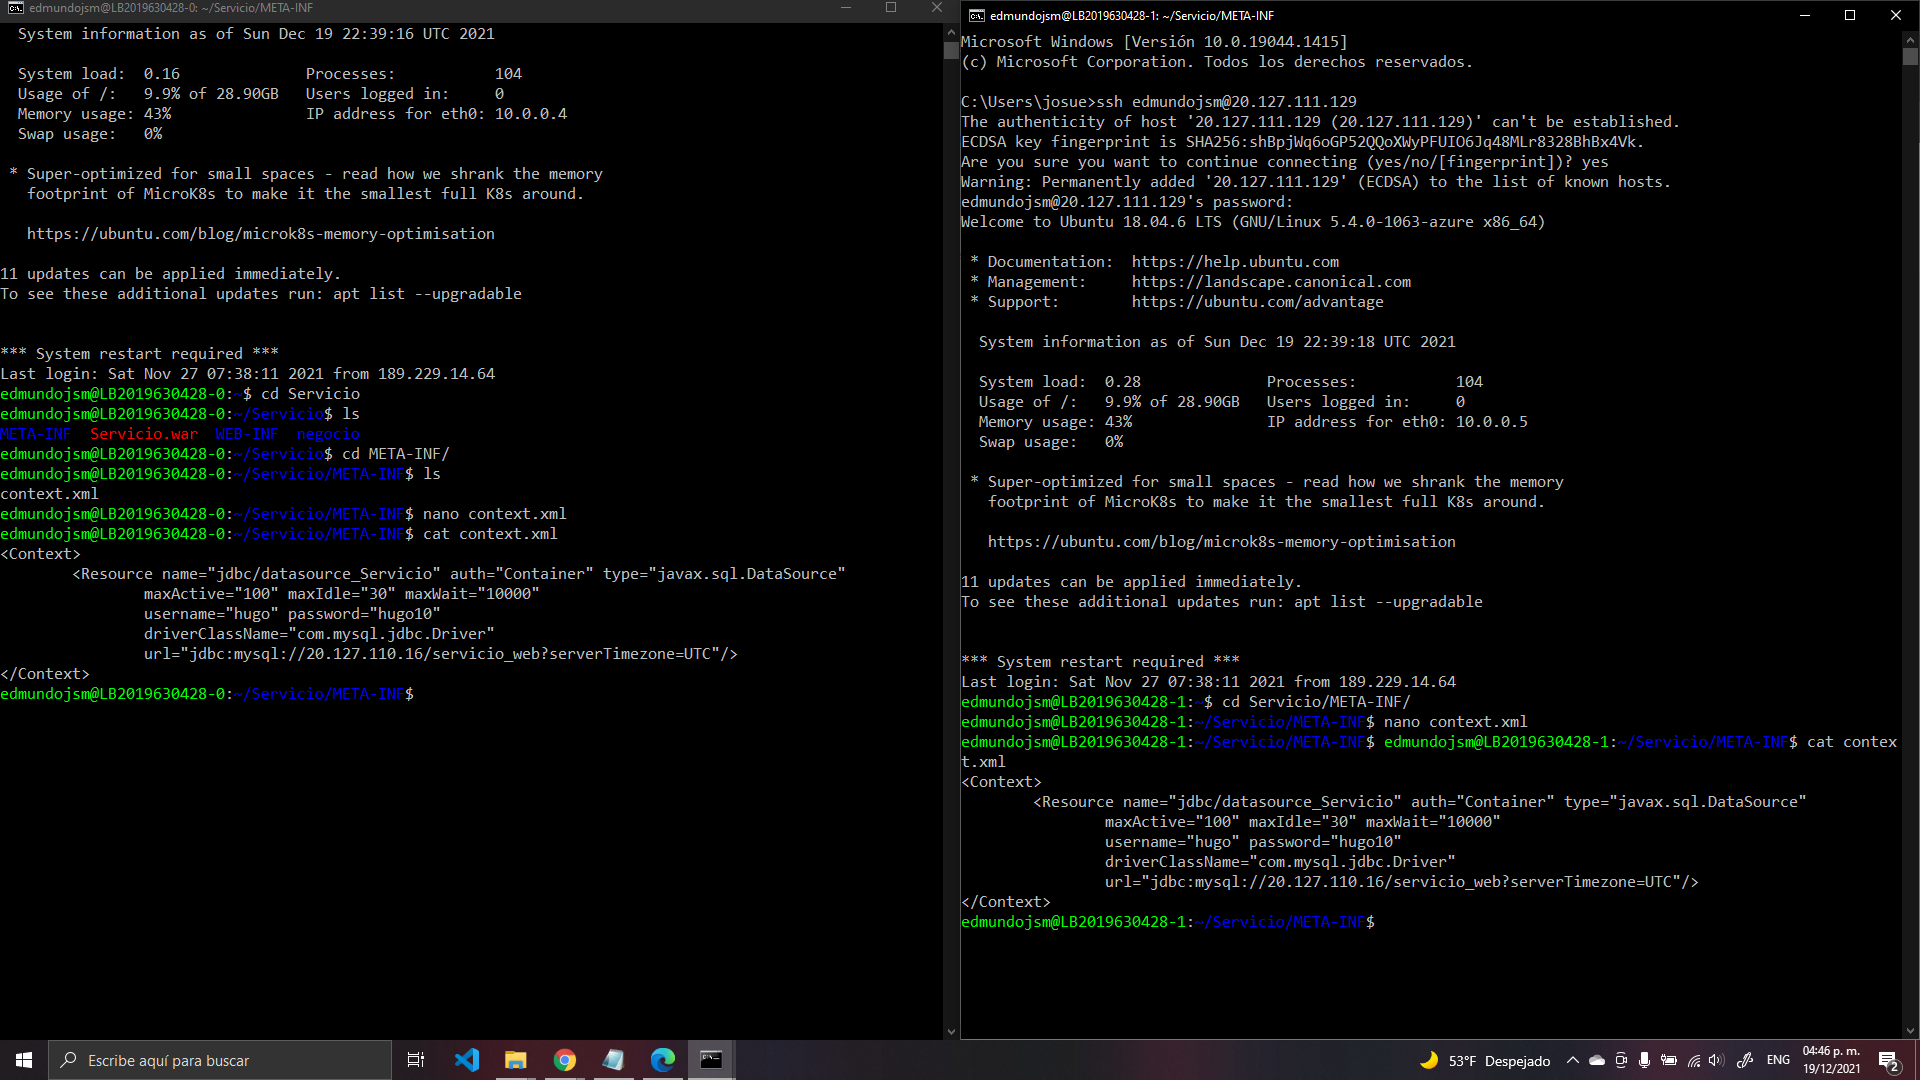 edmundojsm@LB2019630428-0: ~/Servicio/META-INF
System information as of Sun Dec 19 22:39:16 UTC 2021
System load:  0.16              Processes:           104
Usage of /:   9.9% of 28.90GB   Users logged in:     0
Memory usage: 43%               IP address for eth0: 10.0.0.4
Swap usage:   0%
* Super-optimized for small spaces - read how we shrank the memory
footprint of MicroK8s to make it the smallest full K8s around.
https://ubuntu.com/blog/microk8s-memory-optimisation
11 updates can be applied immediately.
To see these additional updates run: apt list --upgradable
*** System restart required ***
Last login: Sat Nov 27 07:38:11 2021 from 189.229.14.64
edmundojsm@LB2019630428-0:~$ cd Servicio
edmundojsm@LB2019630428-0:~/Servicio$ ls
META-INF  Servicio.war  WEB-INF  negocio
edmundojsm@LB2019630428-0:~/Servicio$ cd META-INF/
edmundojsm@LB2019630428-0:~/Servicio/META-INF$ ls
context.xml
edmundojsm@LB2019630428-0:~/Servicio/META-INF$ nano context.xml
edmundojsm@LB2019630428-0:~/Servicio/META-INF$ cat context.xml
<Context>
<Resource name="jdbc/datasource_Servicio" auth="Container" type="javax.sql.DataSource"
maxActive="100" maxIdle="30" maxWait="10000"
username="hugo" password="hugo10"
driverClassName="com.mysql.jdbc.Driver"
url="jdbc:mysql://20.127.110.16/servicio_web?serverTimezone=UTC"/>
</Context>
edmundojsm@LB2019630428-0:~/Servicio/META-INF$
edmundojsm@LB2019630428-1: ~/Servicio/META-INF
Microsoft Windows [Versión 10.0.19044.1415]
(c) Microsoft Corporation. Todos los derechos reservados.
C:\Users\josue>ssh edmundojsm@20.127.111.129
The authenticity of host '20.127.111.129 (20.127.111.129)' can't be established.
ECDSA key fingerprint is SHA256:shBpjWq6oGP52QQoXWyPFUIO6Jq48MLr8328BhBx4Vk.
Are you sure you want to continue connecting (yes/no/[fingerprint])? yes
Warning: Permanently added '20.127.111.129' (ECDSA) to the list of known hosts.
edmundojsm@20.127.111.129's password:
Welcome to Ubuntu 18.04.6 LTS (GNU/Linux 5.4.0-1063-azure x86_64)
* Documentation:  https://help.ubuntu.com
* Management:     https://landscape.canonical.com
* Support:        https://ubuntu.com/advantage
System information as of Sun Dec 19 22:39:18 UTC 2021
System load:  0.28              Processes:           104
Usage of /:   9.9% of 28.90GB   Users logged in:     0
Memory usage: 43%               IP address for eth0: 10.0.0.5
Swap usage:   0%
* Super-optimized for small spaces - read how we shrank the memory
footprint of MicroK8s to make it the smallest full K8s around.
https://ubuntu.com/blog/microk8s-memory-optimisation
11 updates can be applied immediately.
To see these additional updates run: apt list --upgradable
*** System restart required ***
Last login: Sat Nov 27 07:38:11 2021 from 189.229.14.64
edmundojsm@LB2019630428-1:~$ cd Servicio/META-INF/
edmundojsm@LB2019630428-1:~/Servicio/META-INF$ nano context.xml
edmundojsm@LB2019630428-1:~/Servicio/META-INF$ edmundojsm@LB2019630428-1:~/Servicio/META-INF$ cat contex
t.xml
<Context>
<Resource name="jdbc/datasource_Servicio" auth="Container" type="javax.sql.DataSource"
maxActive="100" maxIdle="30" maxWait="10000"
username="hugo" password="hugo10"
driverClassName="com.mysql.jdbc.Driver"
url="jdbc:mysql://20.127.110.16/servicio_web?serverTimezone=UTC"/>
</Context>
edmundojsm@LB2019630428-1:~/Servicio/META-INF$
Escribe aquí para buscar
53°F Despejado
ENG
04:46 p. m.
19/12/2021
2